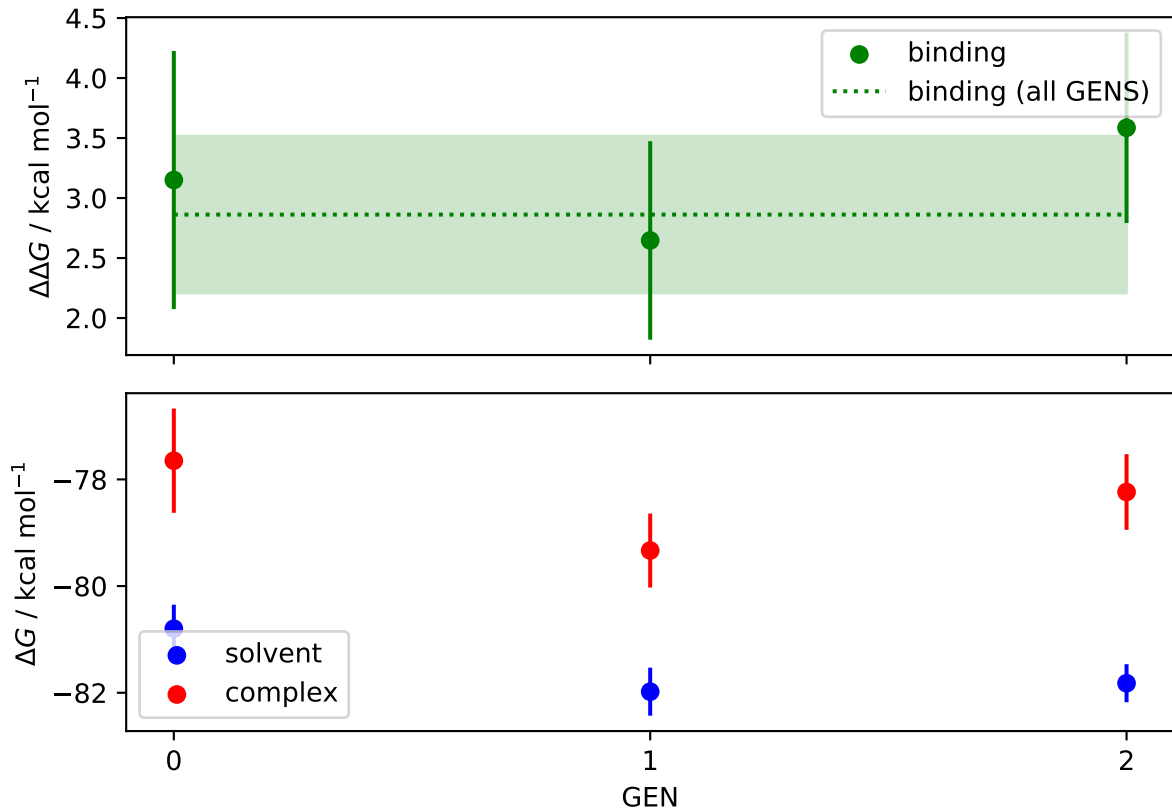 4.5
4.0
3.5
3.0
2.5
2.0
ΔΔG / kcal mol⁻¹
binding
binding (all GENS)
−78
−80
−82
ΔG / kcal mol⁻¹
solvent
complex
0 1 2
GEN